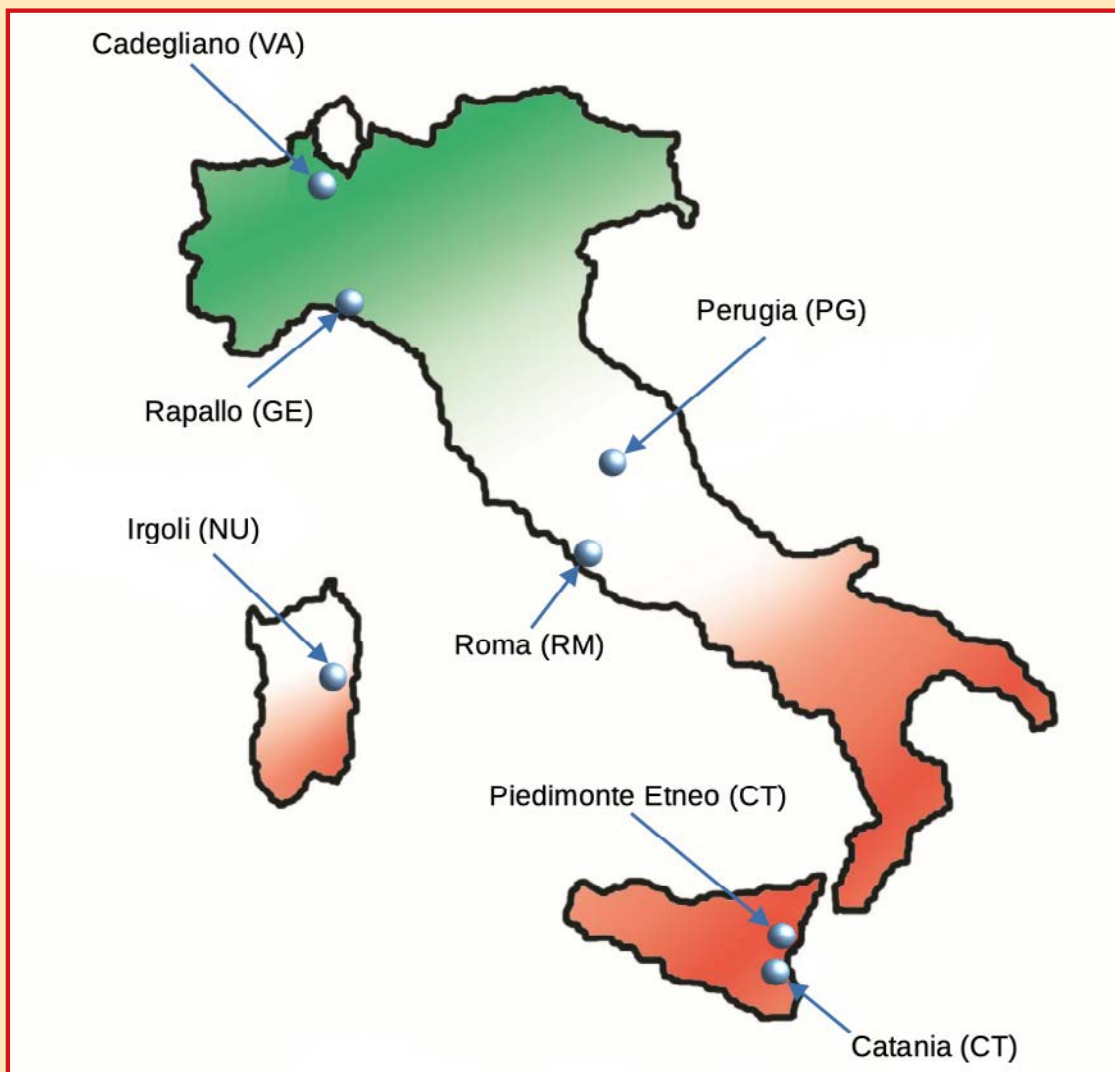 Cadegliano (VA)
Perugia (PG)
Rapallo (GE)
Irgoli (NU)
Roma (RM)
Piedimonte Etneo (CT)
Catania (CT)